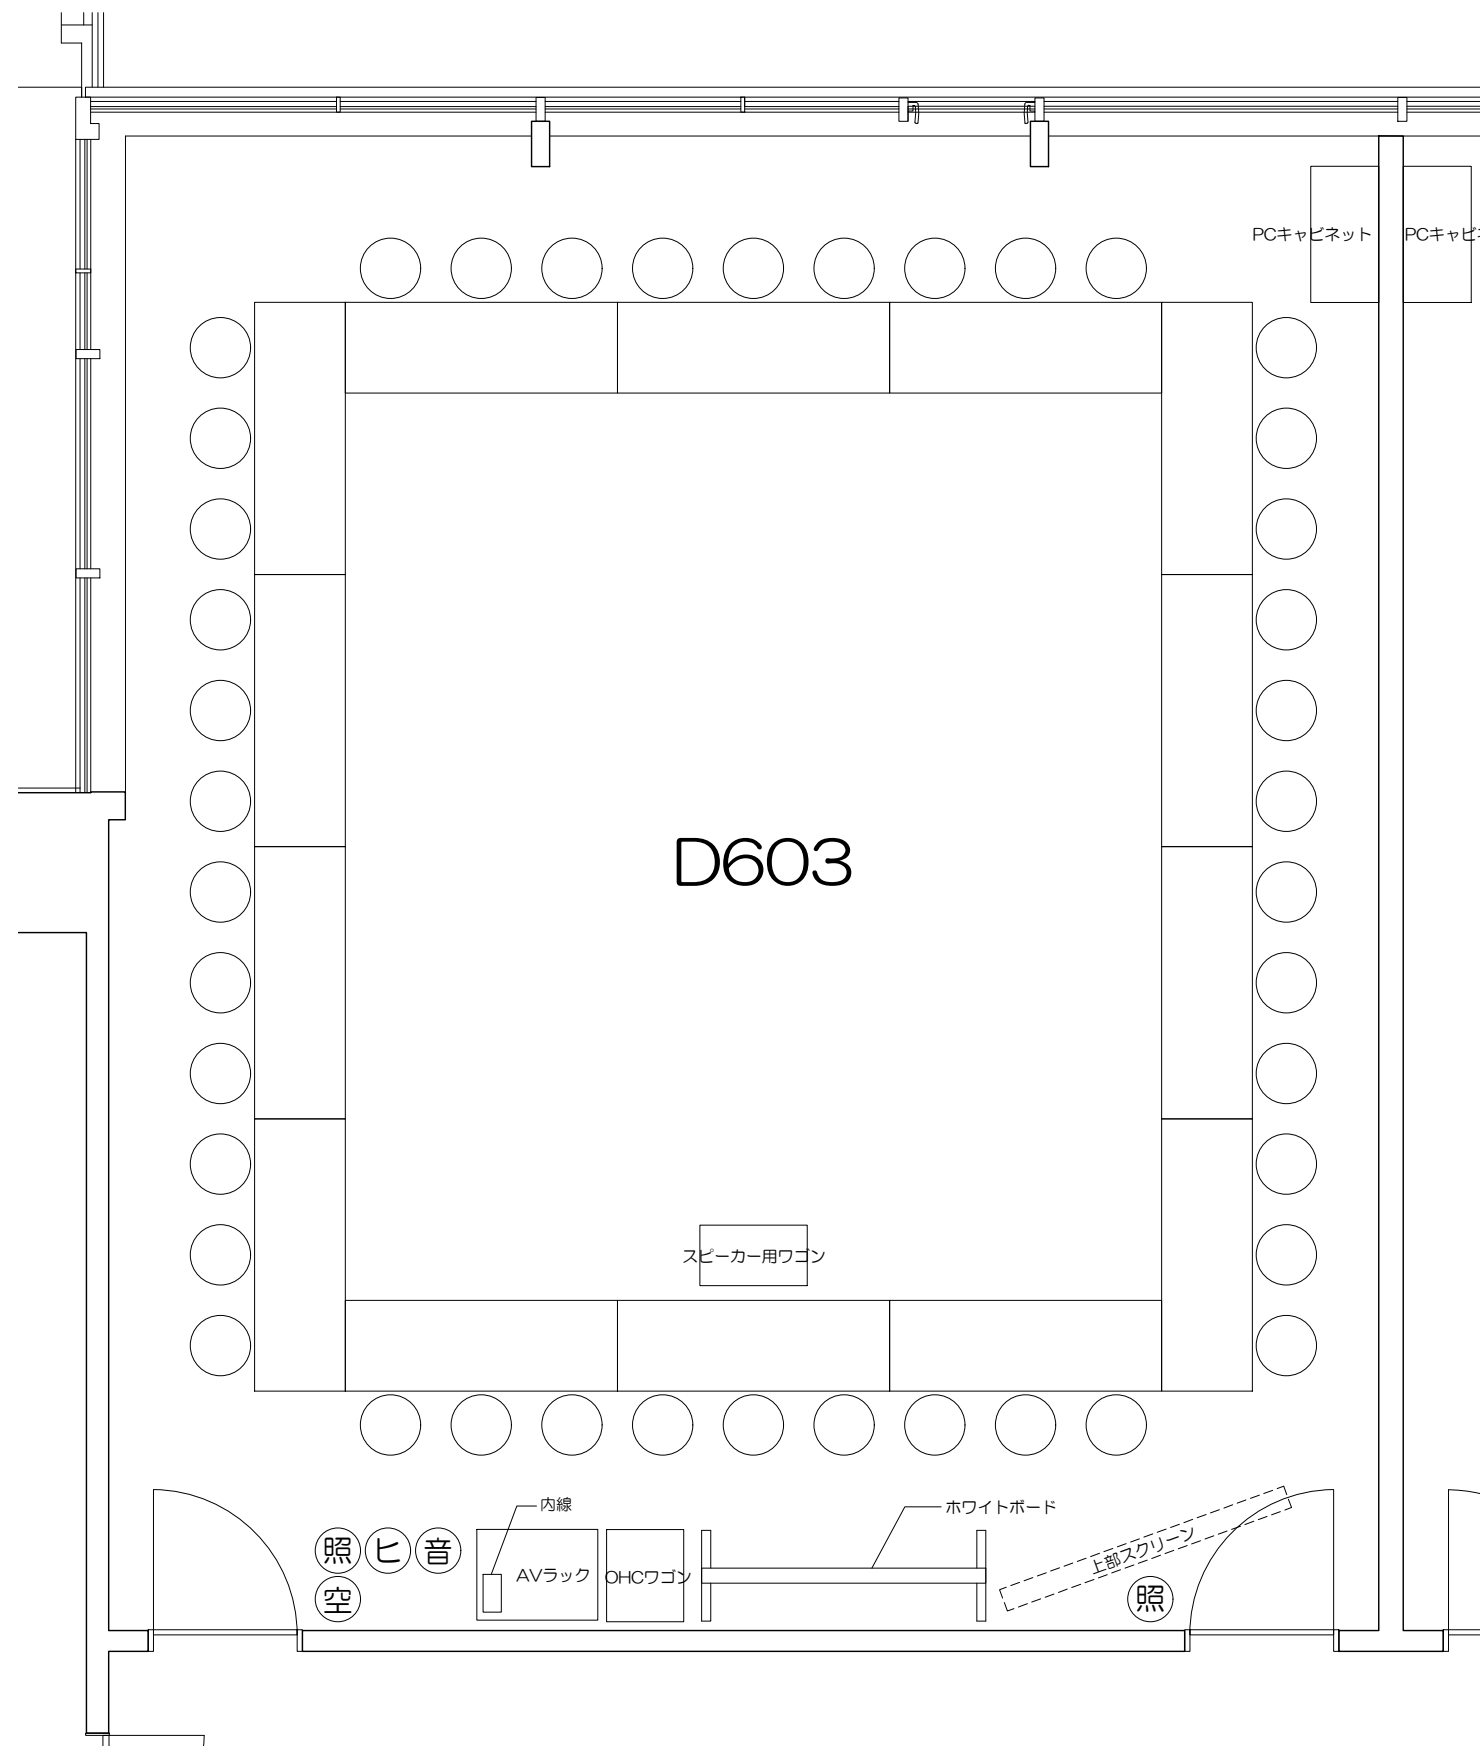 PCキャビネット
PCキャビ
D603
スピーカー用ワゴン
内線
ホワイトボード
上部スクリーン
照 ヒ 音
AVラック
OHCワゴン
空
照